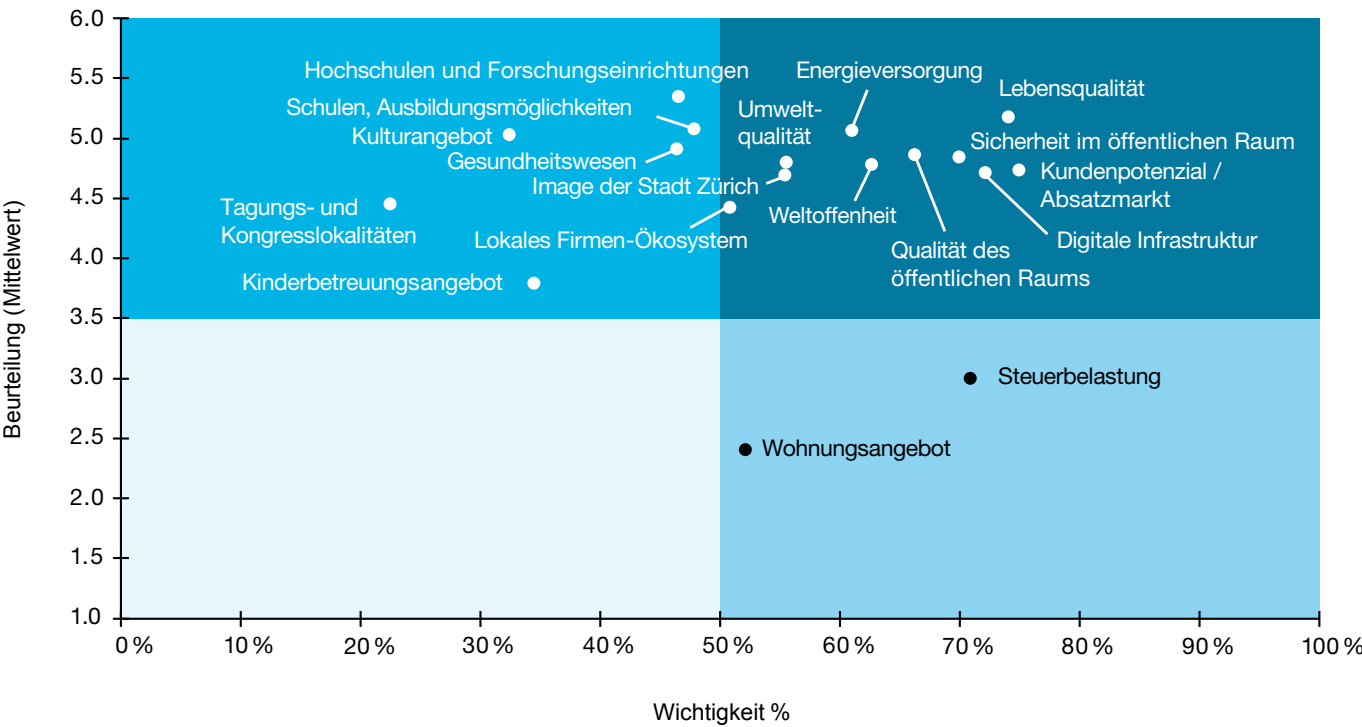 Beurteilung (Mittelwert)
6.0
5.5
5.0
4.5
4.0
3.5
3.0
2.5
2.0
1.5
1.0
Hochschulen und Forschungseinrichtungen
Schulen, Ausbildungsmöglichkeiten
Kulturangebot
Gesundheitswesen
Image der Stadt Zürich
Tagungs- und
Kongresslokalitäten
Lokales Firmen-Ökosystem
Kinderbetreuungsangebot
Energieversorgung
Umwelt-
qualität
Lebensqualität
Sicherheit im öffentlichen Raum
Kundenpotenzial /
Absatzmarkt
Weltoffenheit
Digitale Infrastruktur
Qualität des
öffentlichen Raums
Steuerbelastung
Wohnungsangebot
0 %
10 %
20 %
30 %
40 %
50 %
60 %
70 %
80 %
90 %
100 %
Wichtigkeit %